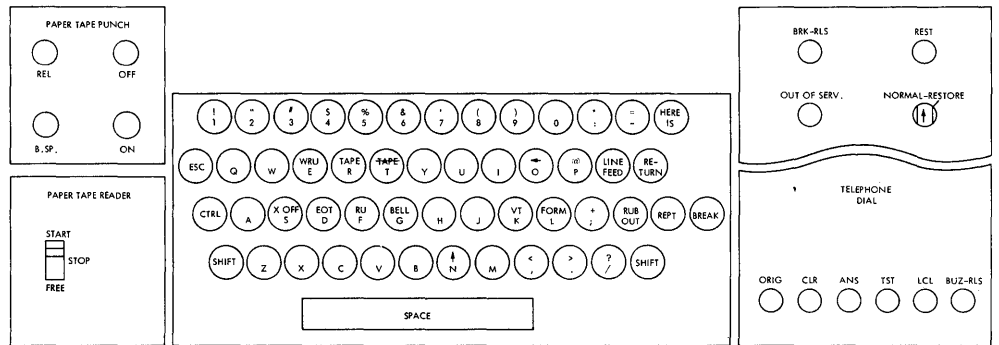 PAPER TAPE PUNCH
REL OFF
B.SP. ON
PAPER TAPE READER
START
STOP
FREE
! " # $ % & ' ( ) * = HERE
1 2 3 4 5 6 7 8 9 0 : - IS
ESC Q W WRU E TAPE R TAPE T Y U I ← O @ P LINE FEED RE-TURN
CTRL A X OFF S EOT D RU F BELL G H J VT K FORM L + ; RUB OUT REPT BREAK
SHIFT Z X C V B ↑ N M < , > . ? / SHIFT
SPACE
BRK-RLS REST
OUT OF SERV. NORMAL-RESTORE
TELEPHONE
DIAL
ORIG CLR ANS TST LCL BUZ-RLS